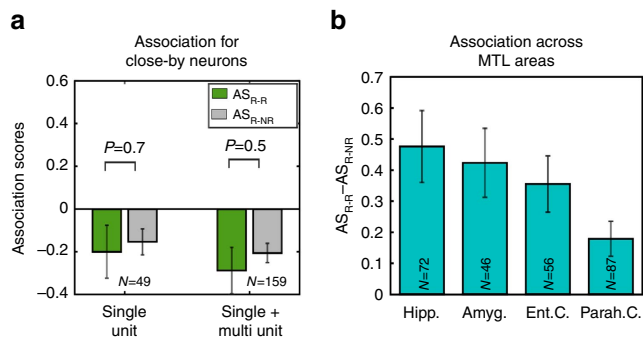 a
Association for
close-by neurons
Association scores
0.6
0.4
0.2
0
−0.2
−0.4
AS R-R
AS R-NR
P=0.7
P=0.5
N=49
N=159
Single
unit
Single +
multi unit
b
Association across
MTL areas
AS R-R–AS R-NR
0.7
0.6
0.5
0.4
0.3
0.2
0.1
0
N=72
N=46
N=56
N=87
Hipp.
Amyg.
Ent.C.
Parah.C.